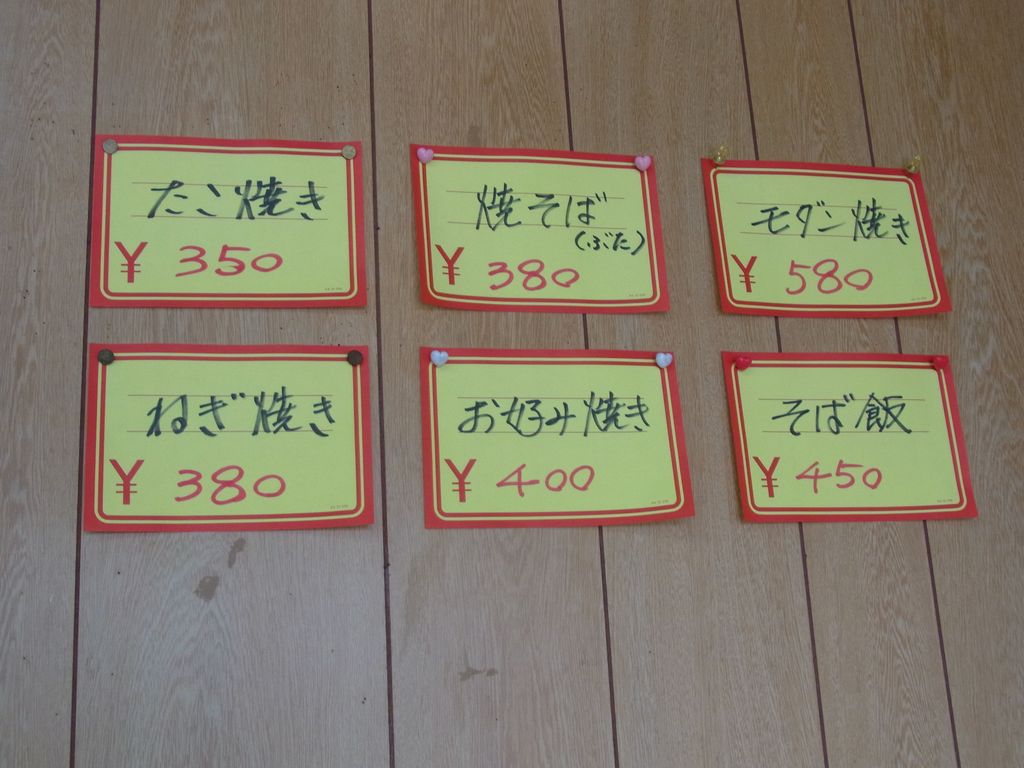 たこ焼き
¥ 350
焼そば
(ぶた)
¥ 380
モダン焼き
¥ 580
ねぎ焼き
¥ 380
お好み焼き
¥ 400
そば飯
¥ 450